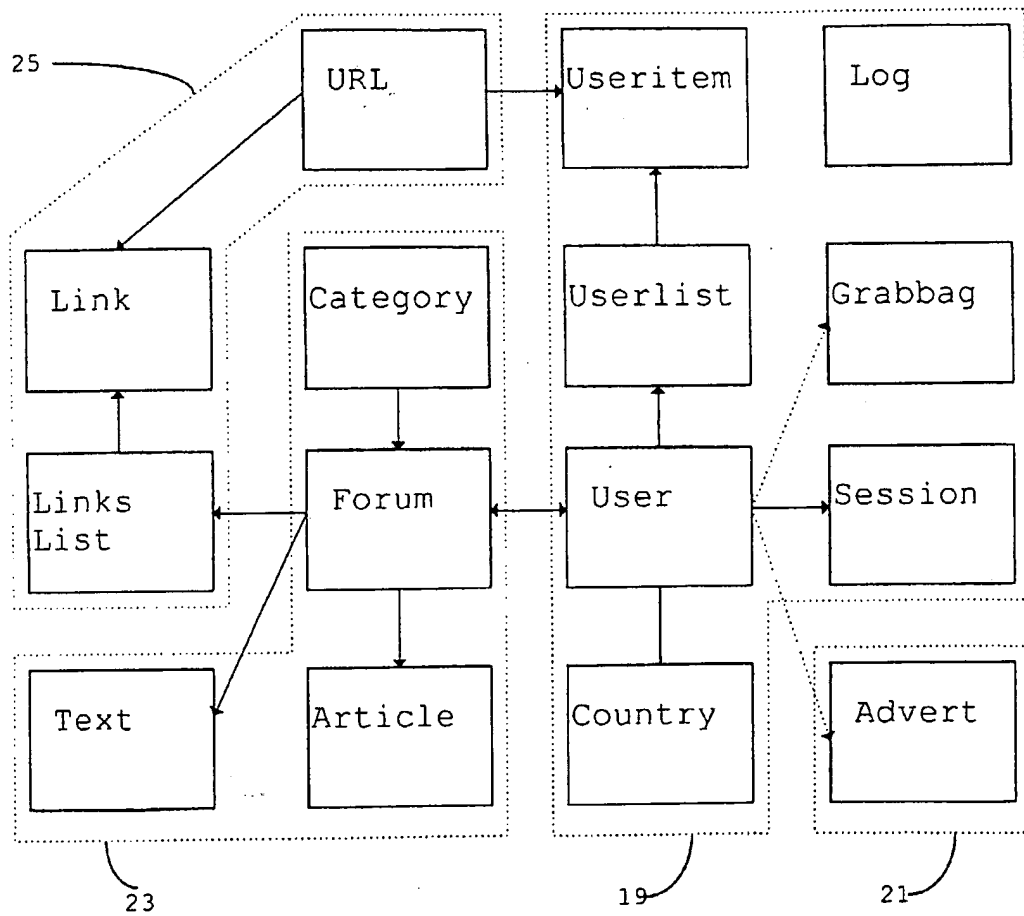 25
URL
Useritem
Log
Link
Category
Userlist
Grabbag
Links
List
Forum
User
Session
Text
Article
Country
Advert
23
19
21